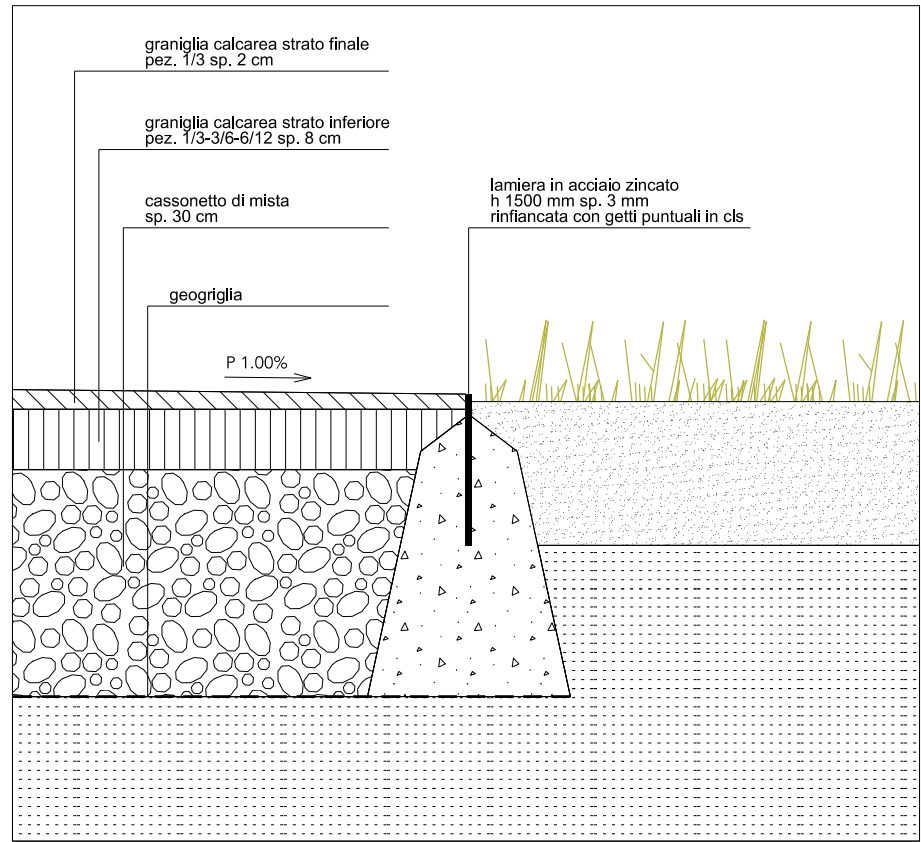 graniglia calcarea strato finale
pez. 1/3 sp. 2 cm
graniglia calcarea strato inferiore
pez. 1/3-3/6-6/12 sp. 8 cm
cassonetto di mista
sp. 30 cm
lamiera in acciaio zincato
h 1500 mm sp. 3 mm
rinfiancata con getti puntuali in cls
geogriglia
P 1.00%